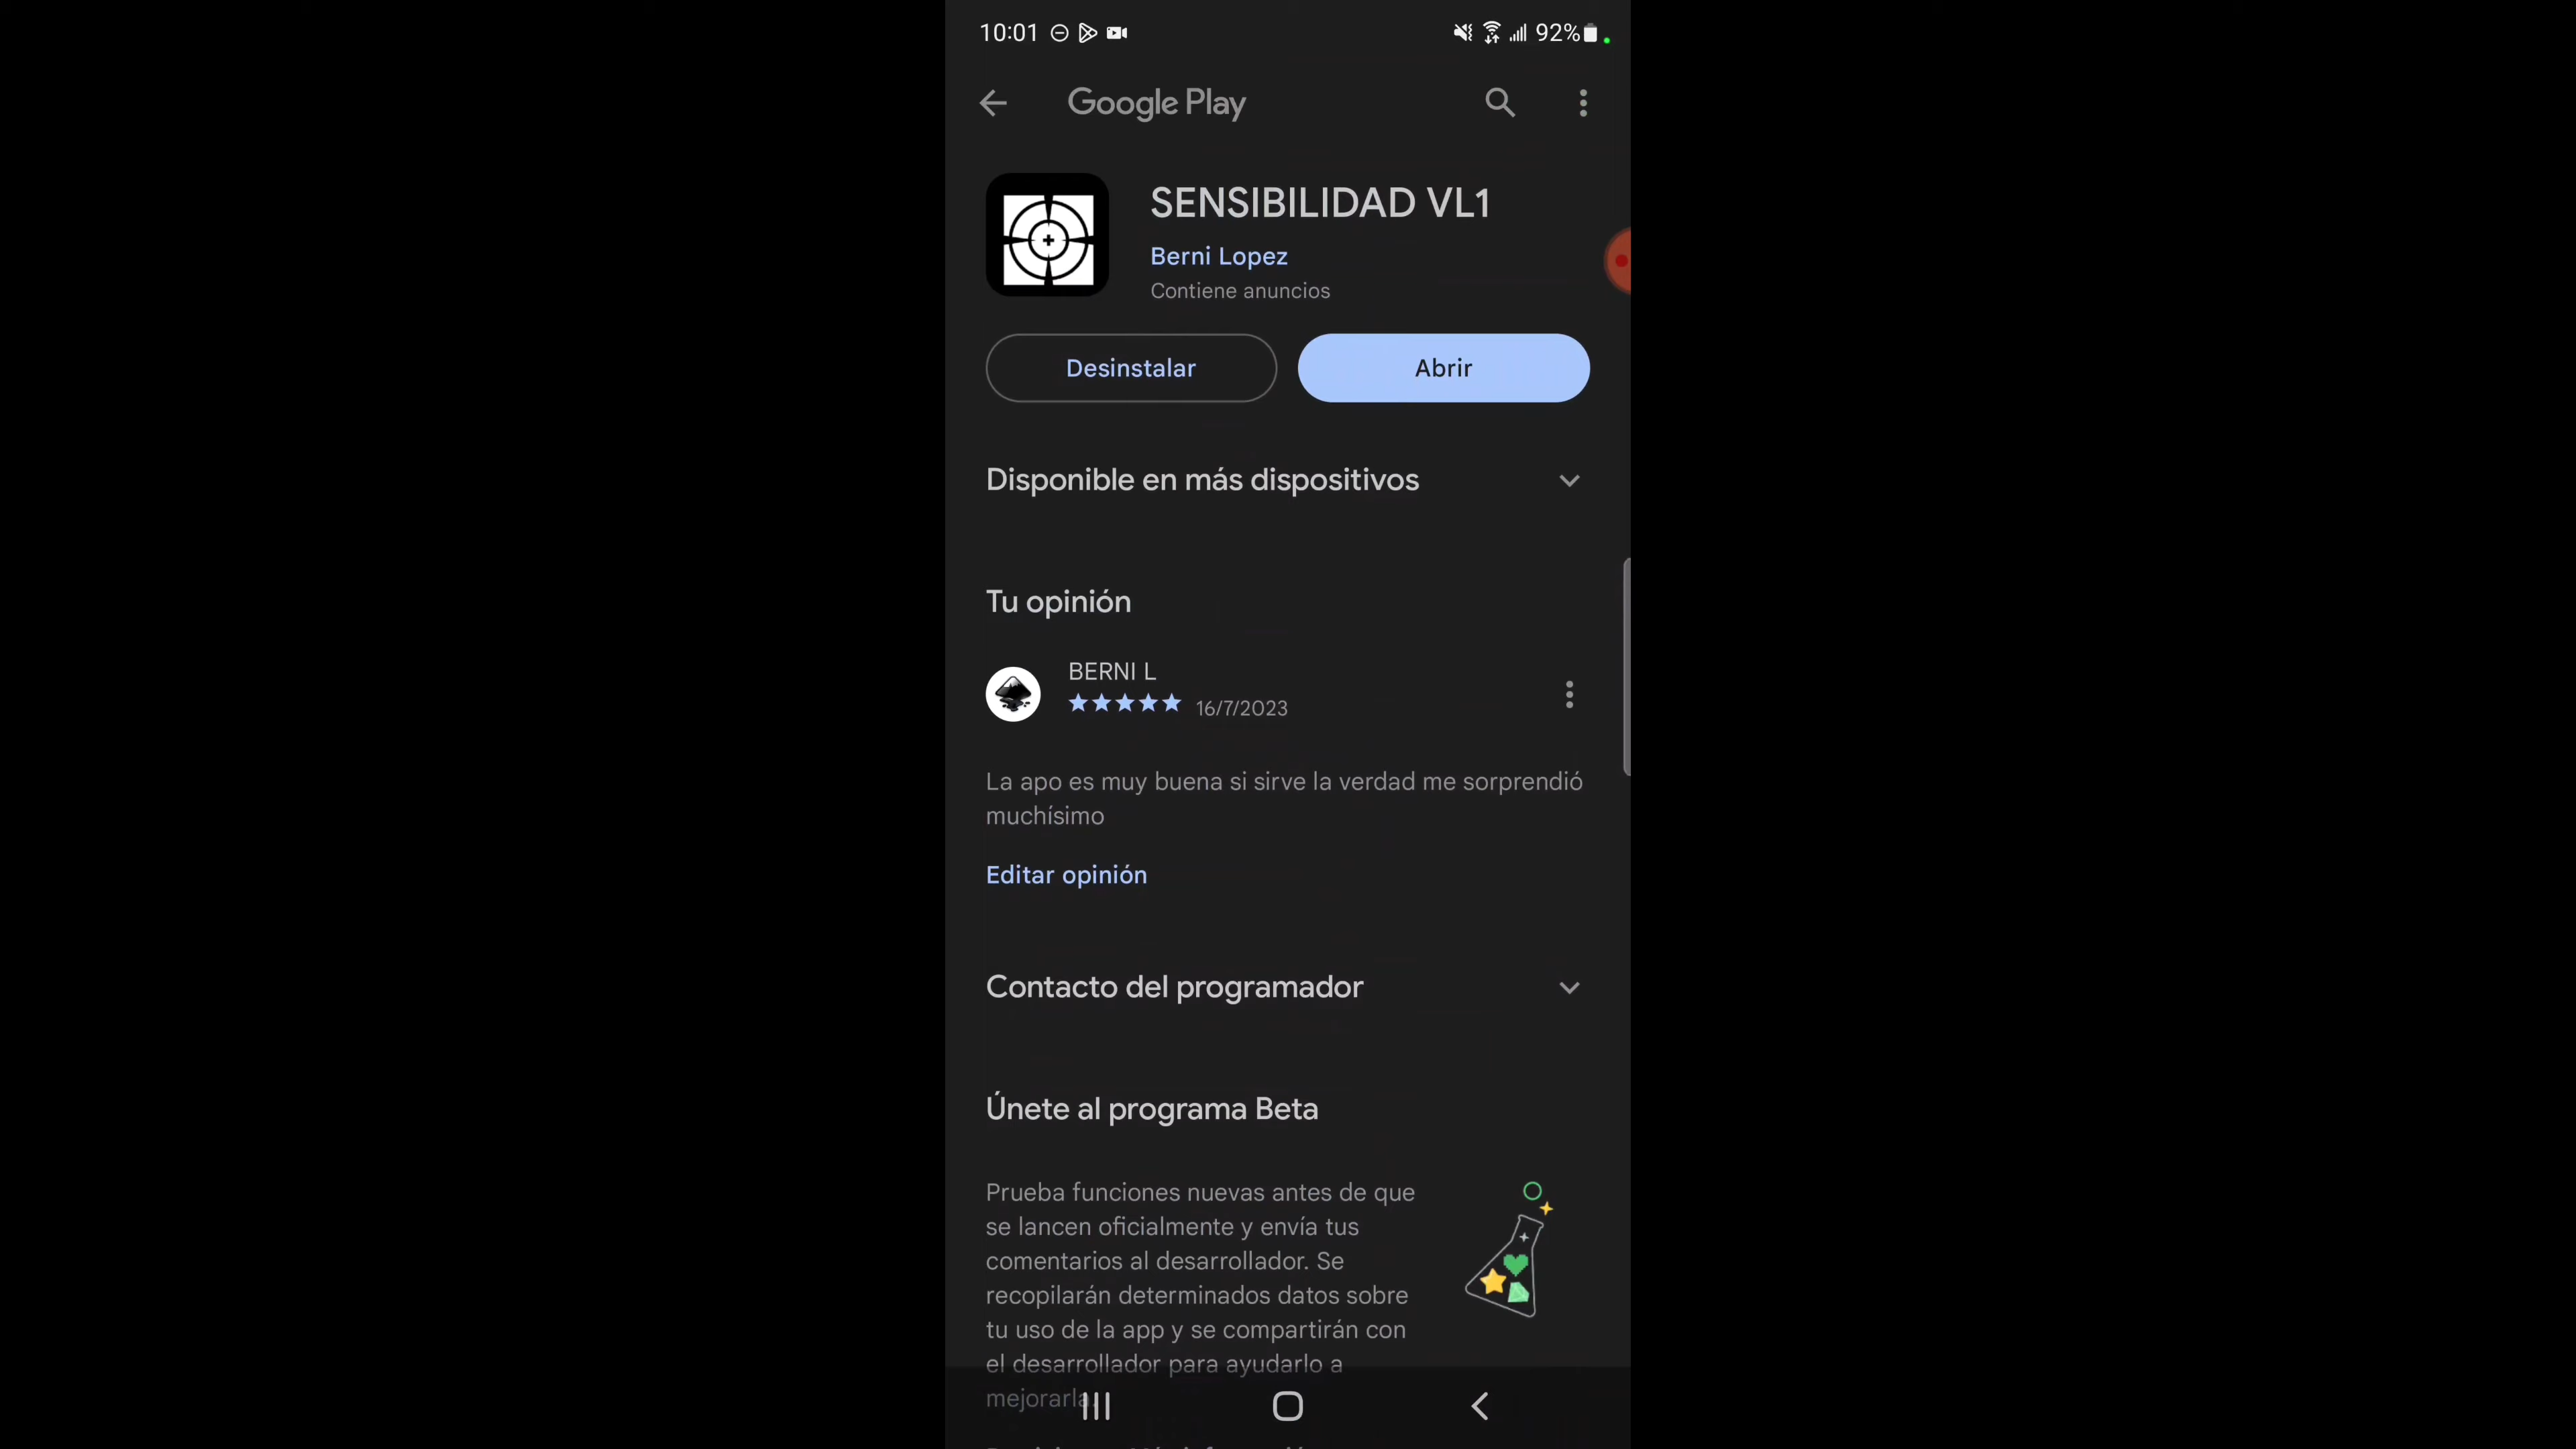 10:01
92%
Google Play
SENSIBILIDAD VL1
Berni Lopez
Contiene anuncios
Desinstalar
Abrir
Disponible en más dispositivos
Tu opinión
BERNI L
16/7/2023
La apo es muy buena si sirve la verdad me sorprendió
muchísimo
Editar opinión
Contacto del programador
Únete al programa Beta
Prueba funciones nuevas antes de que
se lancen oficialmente y envía tus
comentarios al desarrollador. Se
recopilarán determinados datos sobre
tu uso de la app y se compartirán con
el desarrollador para ayudarlo a
mejorarla.